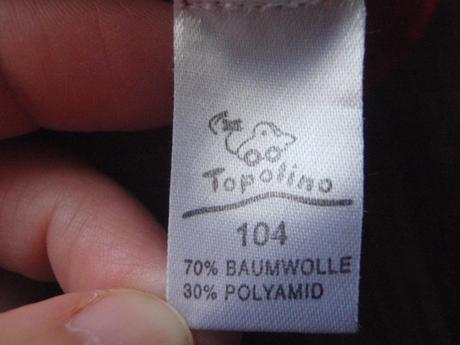 Topolino
104
70% BAUMWOLLE
30% POLYAMID